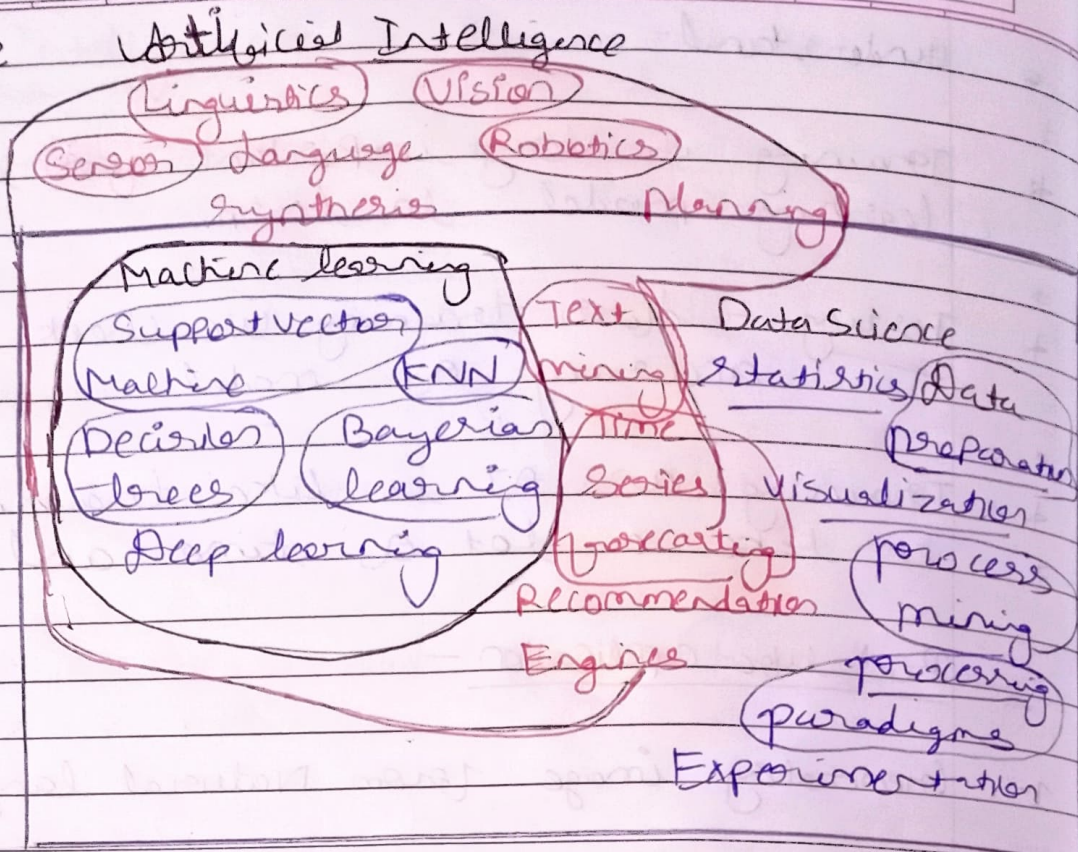 Artificial Intelligence
Linguistics Vision
Sensor Language Robotics
synthesis Planning
Machine learning
Support Vector
Machine KNN
Decision Bayesian
trees learning
Deep learning
Text
mining
Time
Series
forecasting
Recommendation
Engines
Data Science
Statistics Data
preparation
Visualization
process
mining
processing
paradigms
Experimentation